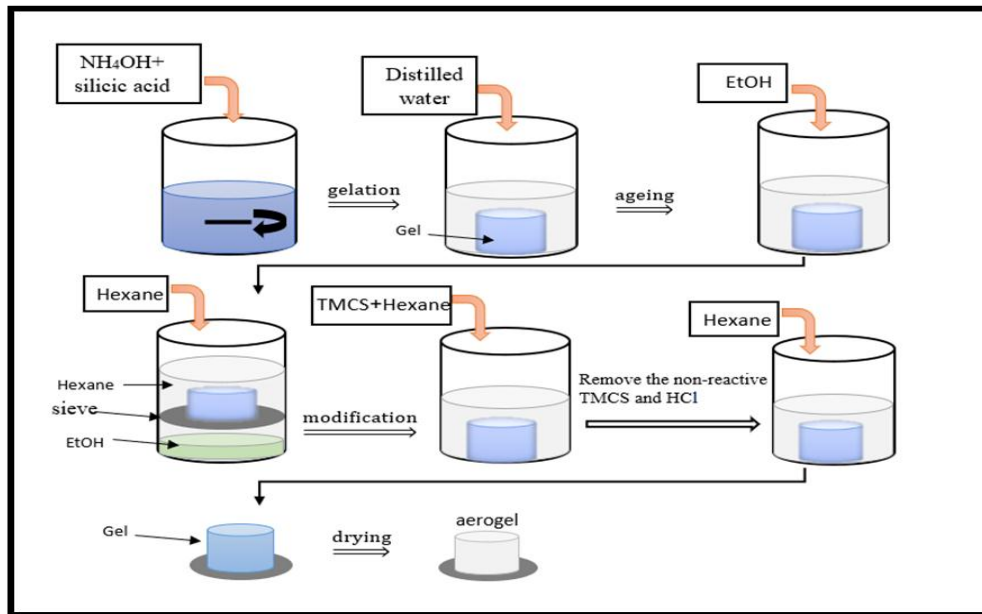 NH₄OH+
silicic acid
Distilled
water
EtOH
gelation
ageing
Gel
Hexane
TMCS+Hexane
Hexane
Hexane
sieve
EtOH
modification
Remove the non-reactive
TMCS and HCl
Gel
drying
aerogel